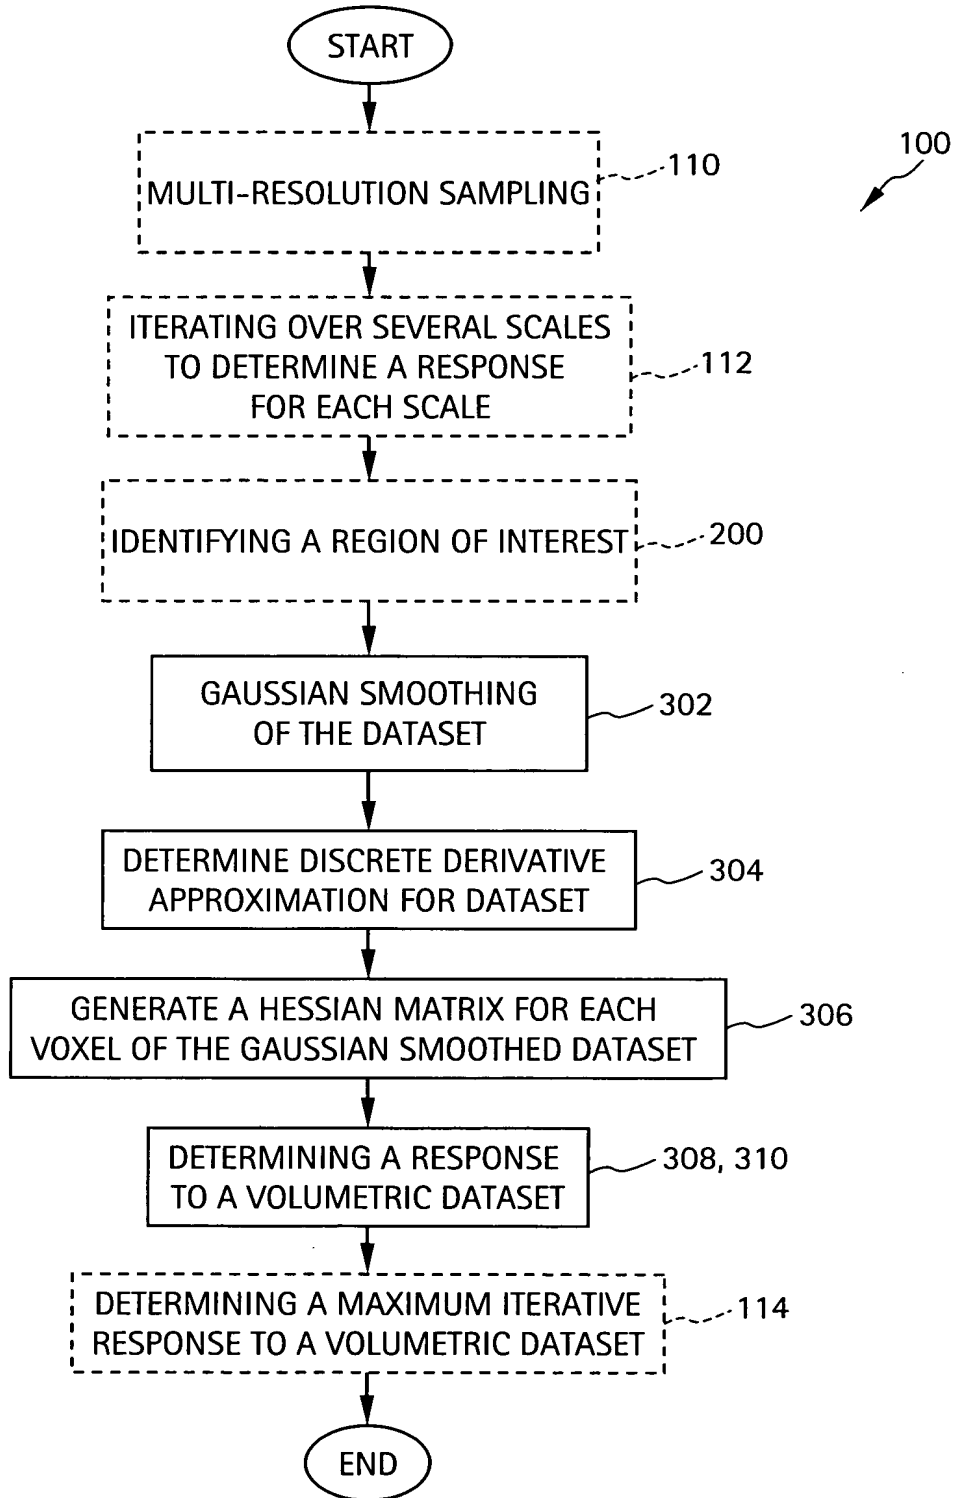 START
100
MULTI-RESOLUTION SAMPLING
110
ITERATING OVER SEVERAL SCALES
TO DETERMINE A RESPONSE
FOR EACH SCALE
112
IDENTIFYING A REGION OF INTEREST
200
GAUSSIAN SMOOTHING
OF THE DATASET
302
DETERMINE DISCRETE DERIVATIVE
APPROXIMATION FOR DATASET
304
GENERATE A HESSIAN MATRIX FOR EACH
VOXEL OF THE GAUSSIAN SMOOTHED DATASET
306
DETERMINING A RESPONSE
TO A VOLUMETRIC DATASET
308, 310
DETERMINING A MAXIMUM ITERATIVE
RESPONSE TO A VOLUMETRIC DATASET
114
END